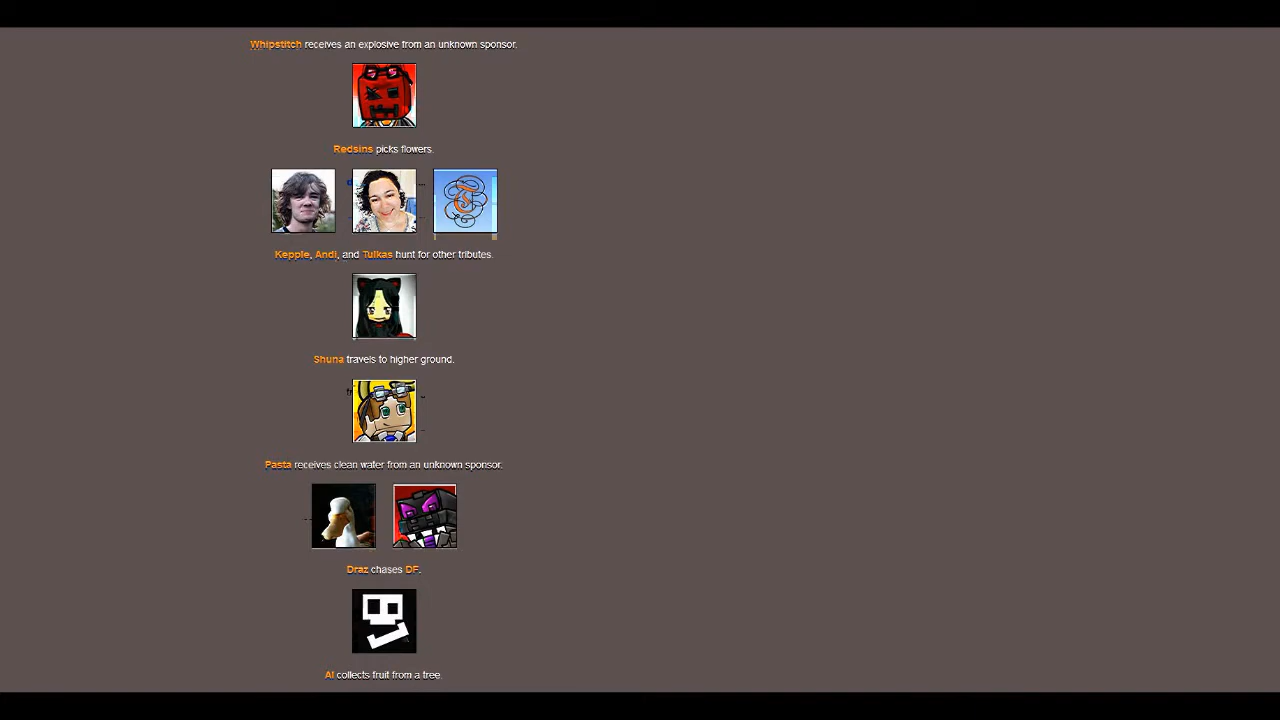 Whipstitch receives an explosive from an unknown sponsor.
Redsins picks flowers.
Kepple, Andi, and Tulkas hunt for other tributes.
Shuna travels to higher ground.
Pasta receives clean water from an unknown sponsor.
Draz chases DF.
Al collects fruit from a tree.